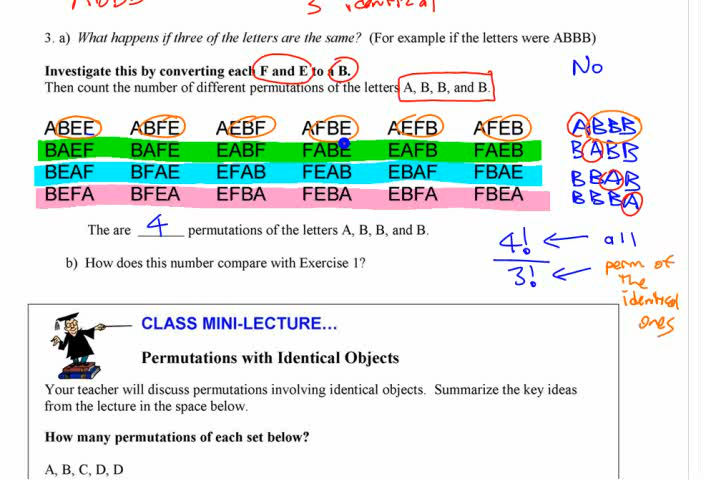 3 identical
3. a) What happens if three of the letters are the same? (For example if the letters were ABBB)
No
Investigate this by converting each F and E to a B.
Then count the number of different permutations of the letters A, B, B, and B.
ABEE ABFE AEBF AFBE AEFB AFEB ABBB
BAEF BAFE EABF FABE EAFB FAEB BABB
BEAF BFAE EFAB FEAB EBAF FBAE BBAB
BEFA BFEA EFBA FEBA EBFA FBEA BBBA
The are 4 permutations of the letters A, B, B, and B.
4! ← all
3! ← perm of the identical ones
b) How does this number compare with Exercise 1?
CLASS MINI-LECTURE…
Permutations with Identical Objects
Your teacher will discuss permutations involving identical objects. Summarize the key ideas
from the lecture in the space below.
How many permutations of each set below?
A, B, C, D, D